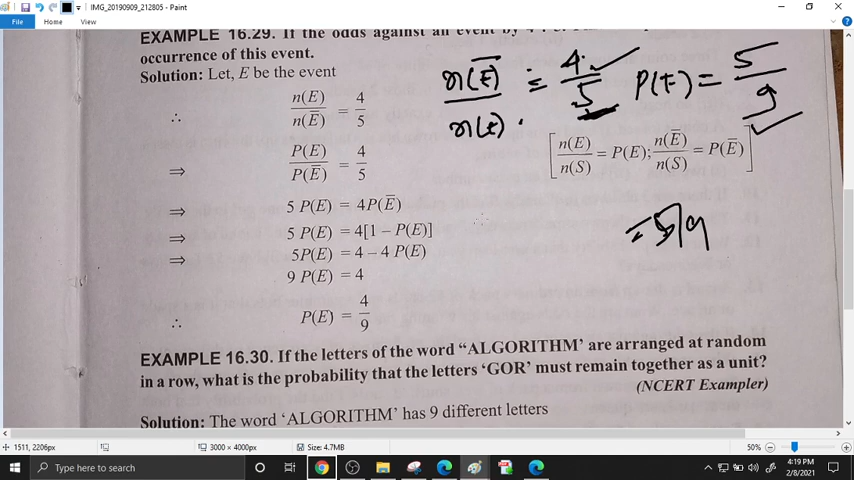 IMG_20190909_212805 - Paint
File Home View
EXAMPLE 16.29. If the odds against an event
occurrence of this event.
Solution: Let, E be the event
∴ n(E)/n(E̅) = 4/5
⇒ P(E)/P(E̅) = 4/5
[n(E)/n(S) = P(E); n(E̅)/n(S) = P(E̅)]
⇒ 5 P(E) = 4P(E̅)
⇒ 5 P(E) = 4[1 – P(E)]
⇒ 5P(E) = 4 – 4 P(E)
9 P(E) = 4
∴ P(E) = 4/9
n(E̅)/n(E) = 4/5 P(E) = 5/9
= 5/9
EXAMPLE 16.30. If the letters of the word “ALGORITHM’ are arranged at random
in a row, what is the probability that the letters ‘GOR’ must remain together as a unit?
(NCERT Exampler)
Solution: The word ‘ALGORITHM’ has 9 different letters
1511, 2206px 3000 × 4000px Size: 4.7MB 50%
Type here to search
4:19 PM
2/8/2021